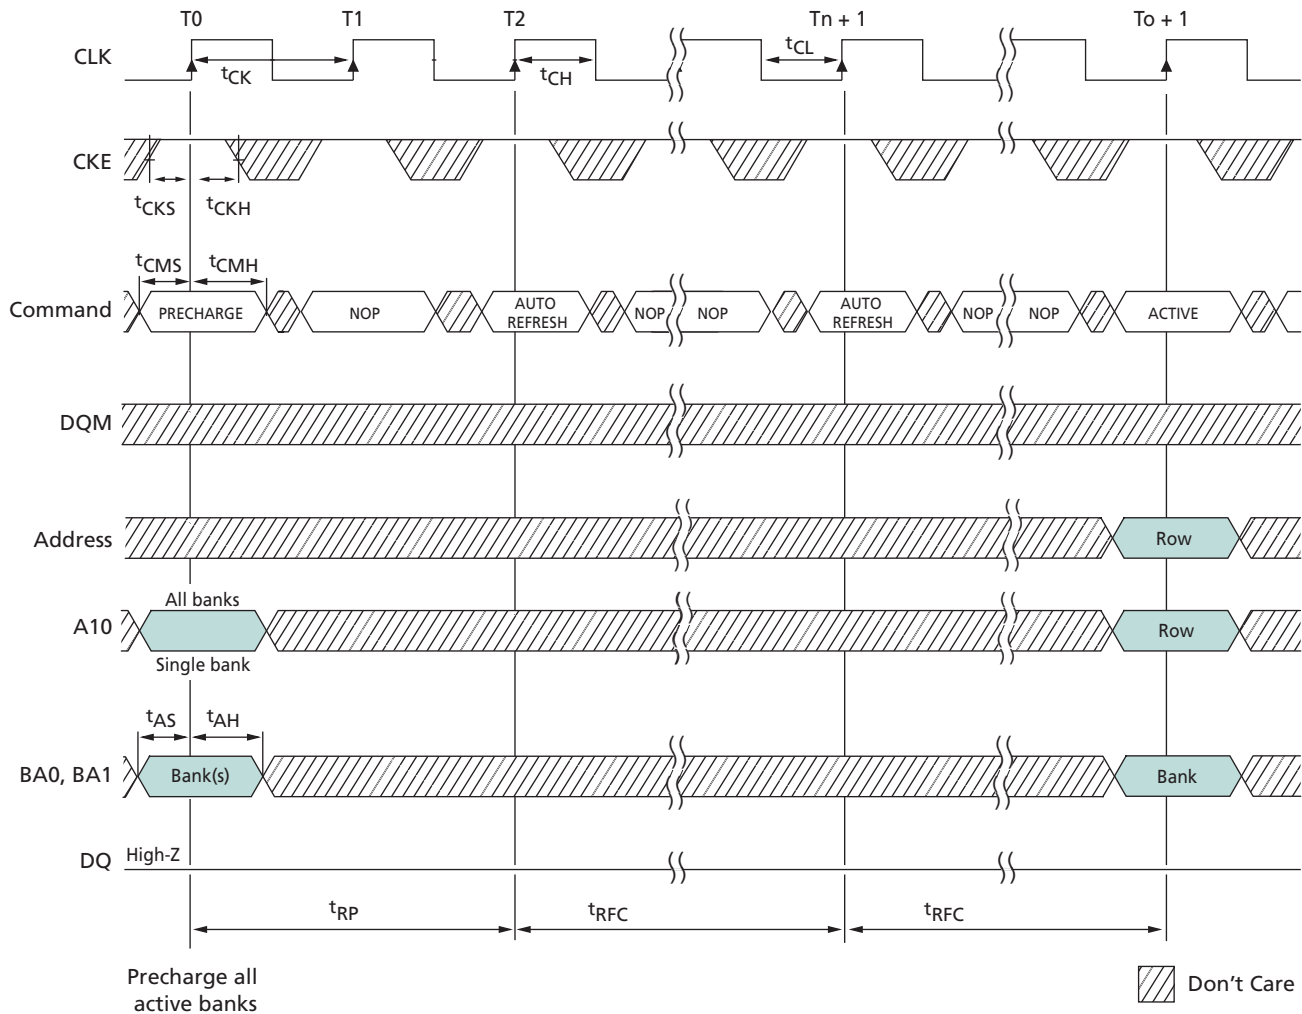 T0 T1 T2 Tn + 1 To + 1
CLK
tCK tCH tCL
CKE
tCKS tCKH
tCMS tCMH
Command PRECHARGE NOP AUTO REFRESH NOP NOP AUTO REFRESH NOP NOP ACTIVE
DQM
Address Row
All banks
A10 Row
Single bank
tAS tAH
BA0, BA1 Bank(s) Bank
DQ High-Z
tRP tRFC tRFC
Precharge all
active banks
Don't Care